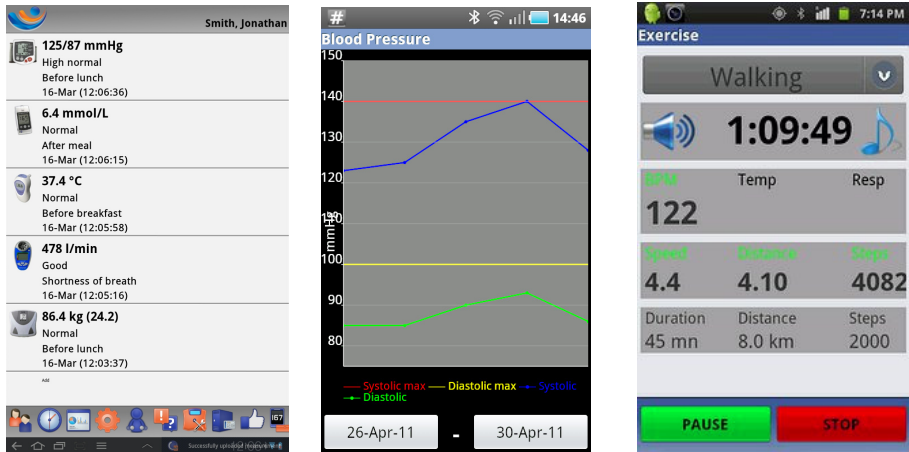 Smith, Jonathan
125/87 mmHg
High normal
Before lunch
16-Mar (12:06:36)
6.4 mmol/L
Normal
After meal
16-Mar (12:06:15)
37.4 °C
Normal
Before breakfast
16-Mar (12:05:58)
478 l/min
Good
Shortness of breath
16-Mar (12:05:16)
86.4 kg (24.2)
Normal
Before lunch
16-Mar (12:03:37)
Add
167
Successfully uploaded
# 14:46
Blood Pressure
150
140
130
120
110
mmHg
100
90
80
Systolic max Diastolic max Systolic
Diastolic
26-Apr-11 - 30-Apr-11
7:14 PM
Exercise
Walking
1:09:49
BPM Temp Resp
122
Speed Distance Steps
4.4 4.10 4082
Duration Distance Steps
45 mn 8.0 km 2000
PAUSE STOP